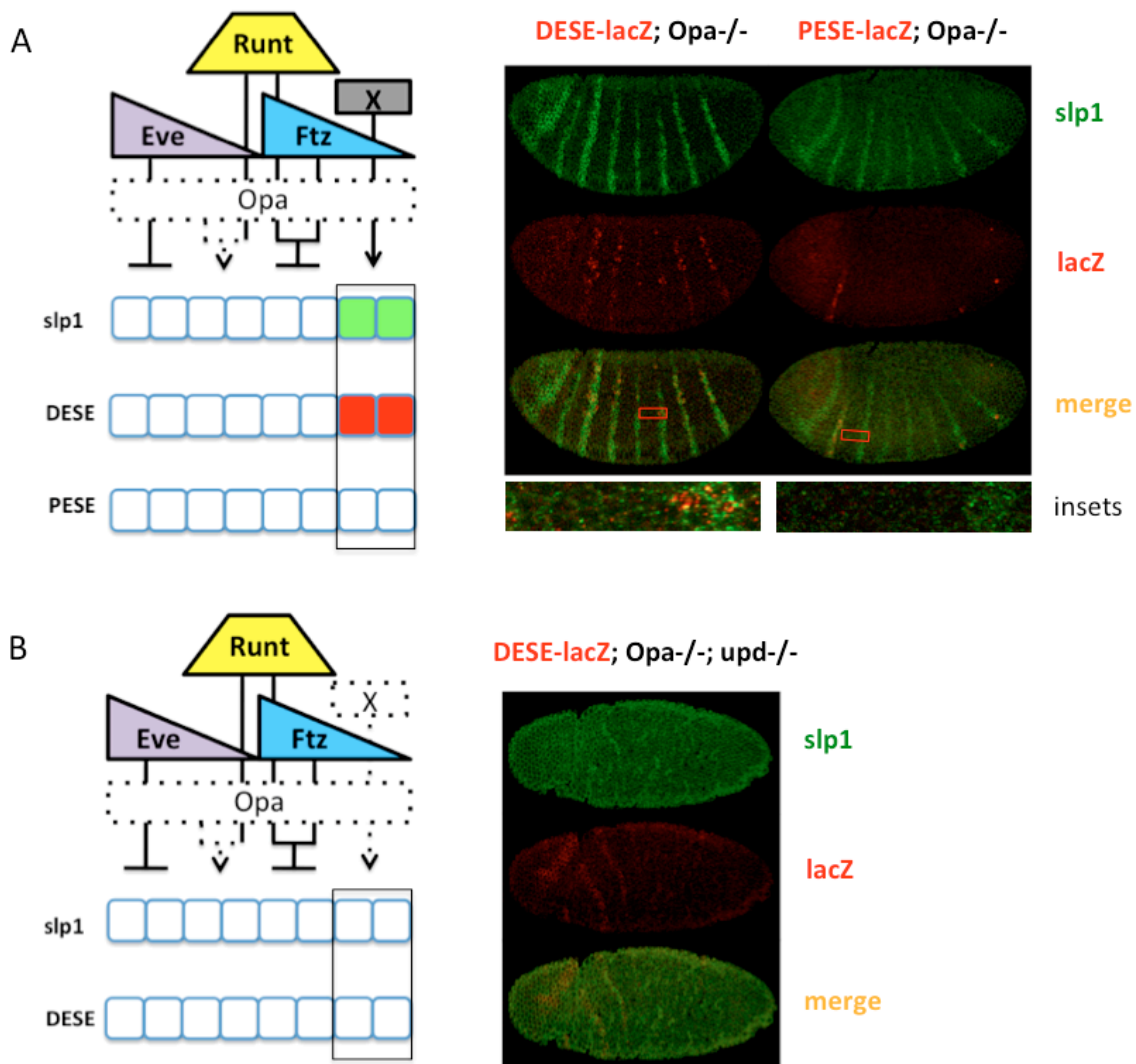 A
Runt
X
Eve
Ftz
Opa
slp1
DESE
PESE
DESE-lacZ; Opa-/-
PESE-lacZ; Opa-/-
slp1
lacZ
merge
insets
B
Runt
X
Eve
Ftz
Opa
slp1
DESE
DESE-lacZ; Opa-/-; upd-/-
slp1
lacZ
merge